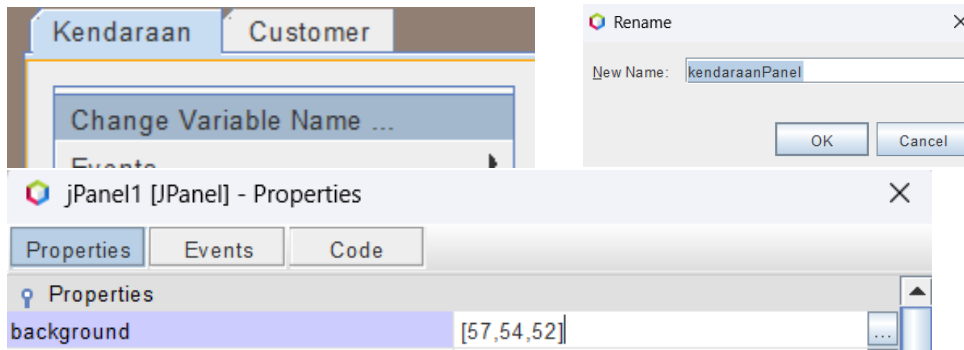 Kendaraan Customer
Change Variable Name ...
Events
Rename
New Name: kendaraanPanel
OK Cancel
jPanel1 [JPanel] - Properties
Properties Events Code
Properties
background [57,54,52]
...